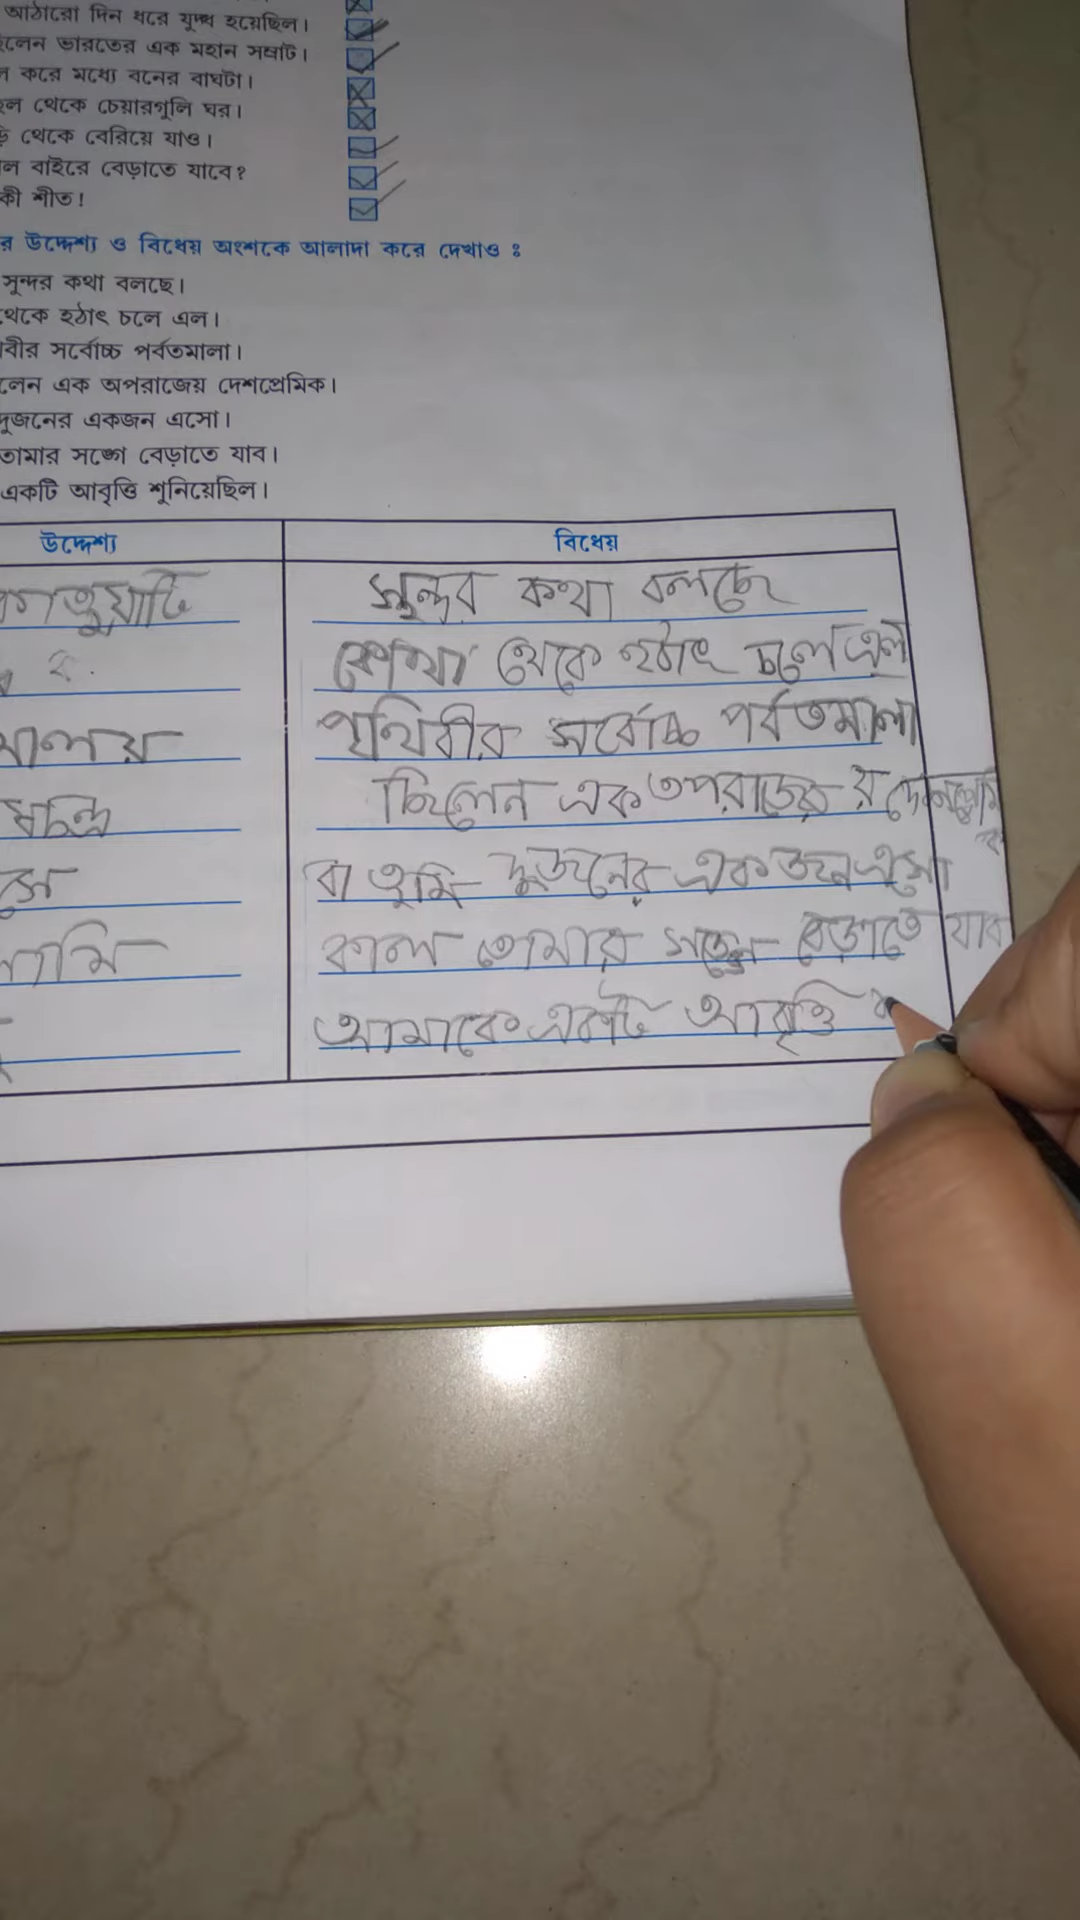 আঠারো দিন ধরে যুদ্ধ হয়েছিল।
ভারতের এক মহান সম্রাট।
করে মধ্যে বনের বাঘটা।
থেকে চেয়ারগুলি ঘর।
থেকে বেরিয়ে যাও।
বাইরে বেড়াতে যাবে?
কী শীত!
র উদ্দেশ্য ও বিধেয় অংশকে আলাদা করে দেখাও ঃ
সুন্দর কথা বলছে।
থেকে হঠাৎ চলে এল।
সর্বোচ্চ পর্বতমালা।
এক অপরাজেয় দেশপ্রেমিক।
দুজনের একজন এসো।
তোমার সঙ্গে বেড়াতে যাব।
একটি আবৃত্তি শুনিয়েছিল।
উদ্দেশ্য বিধেয়
সুন্দর কথা বলছে
কোথা থেকে হঠাৎ চলে এল
পৃথিবীর সর্বোচ্চ পর্বতমালা
ছিলেন এক
বা তুমি দুজনের একজন এসো
কাল তোমার সঙ্গে বেড়াতে যাব
আমাকে একটি আবৃত্তি